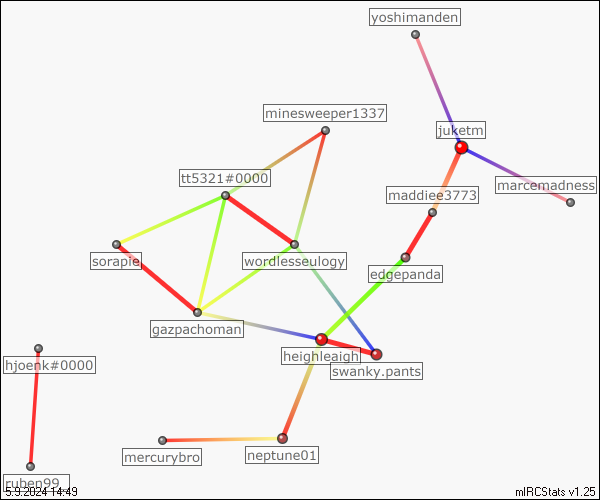 yoshimanden
minesweeper1337
juketm
tt5321#0000
marcemadness
maddiee3773
sorapie
wordlesseulogy
edgepanda
gazpachoman
heighleaigh
hjoenk#0000
swanky.pants
mercurybro
neptune01
ruben99_
5.9.2024 14:49
mIRCStats v1.25